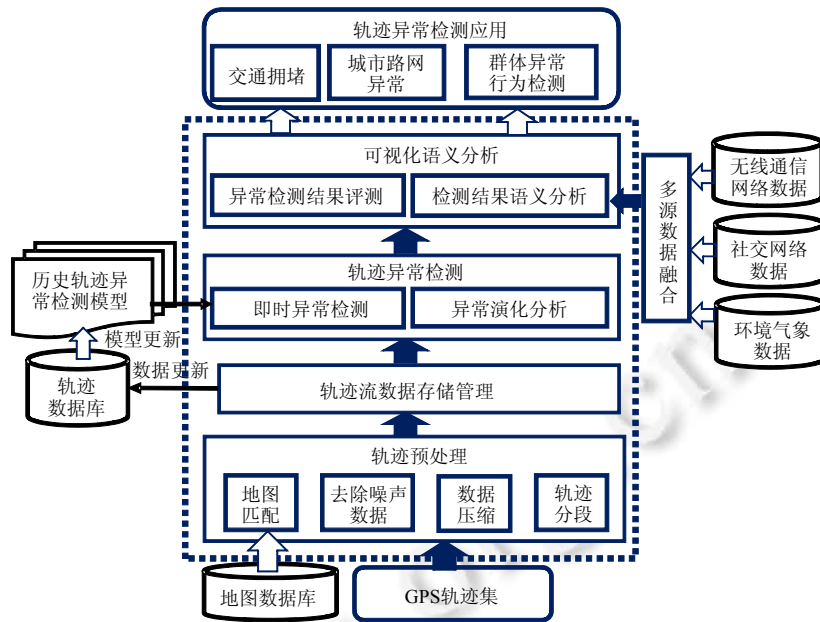 轨迹异常检测应用
交通拥堵
城市路网
异常
群体异常
行为检测
可视化语义分析
异常检测结果评测
检测结果语义分析
多
源
数
据
融
合
无线通信
网络数据
社交网络
数据
环境气象
数据
历史轨迹异
常检测模型
轨迹异常检测
即时异常检测
异常演化分析
模型更新
数据更新
轨迹
数据库
轨迹流数据存储管理
轨迹预处理
地图
匹配
去除噪声
数据
数据
压缩
轨迹
分段
地图数据库
GPS轨迹集